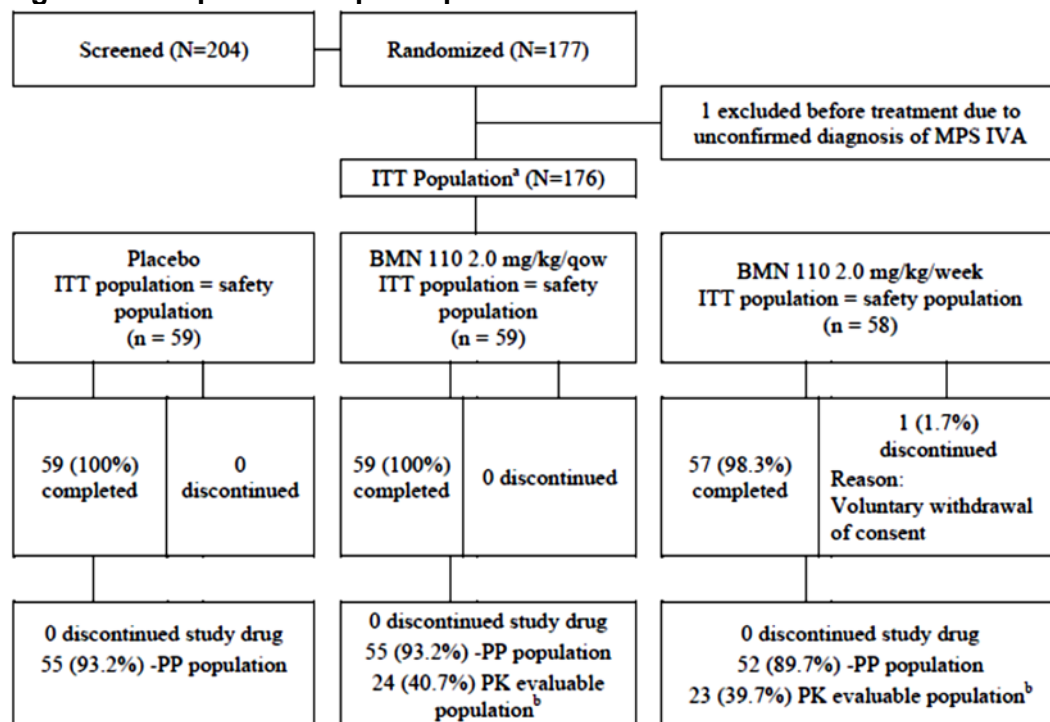 Screened (N=204)
Randomized (N=177)
1 excluded before treatment due to
unconfirmed diagnosis of MPS IVA
ITT Populationᵃ (N=176)
Placebo
ITT population = safety
population
(n = 59)
BMN 110 2.0 mg/kg/qow
ITT population = safety
population
(n = 59)
BMN 110 2.0 mg/kg/week
ITT population = safety population
(n = 58)
59 (100%)
completed
0
discontinued
59 (100%)
completed
0 discontinued
57 (98.3%)
completed
1 (1.7%)
discontinued
Reason:
Voluntary withdrawal
of consent
0 discontinued study drug
55 (93.2%) -PP population
0 discontinued study drug
55 (93.2%) -PP population
24 (40.7%) PK evaluable
populationᵇ
0 discontinued study drug
52 (89.7%) -PP population
23 (39.7%) PK evaluable populationᵇ